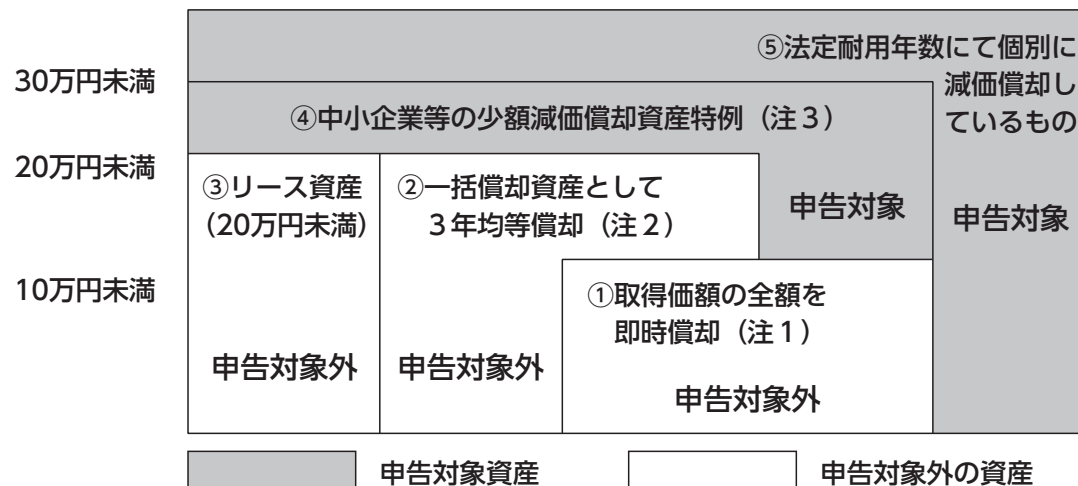 ⑤法定耐用年数にて個別に
減価償却し
ているもの
30万円未満
④中小企業等の少額減価償却資産特例（注３）
20万円未満
③リース資産
（20万円未満）
②一括償却資産として
３年均等償却（注２）
申告対象
申告対象
10万円未満
①取得価額の全額を
即時償却（注１）
申告対象外
申告対象外
申告対象外
申告対象資産
申告対象外の資産